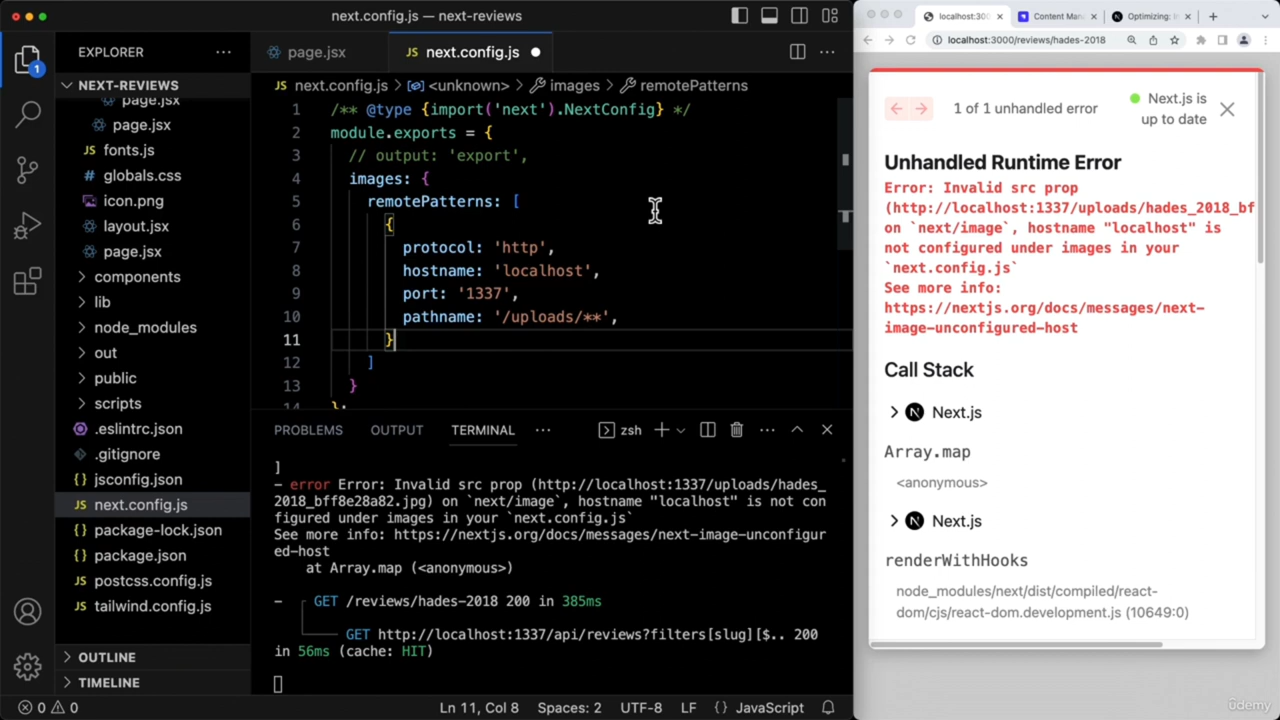 next.config.js — next-reviews
EXPLORER
NEXT-REVIEWS
page.jsx
page.jsx
fonts.js
globals.css
icon.png
layout.jsx
page.jsx
components
lib
node_modules
out
public
scripts
.eslintrc.json
.gitignore
jsconfig.json
next.config.js
package-lock.json
package.json
postcss.config.js
tailwind.config.js
OUTLINE
TIMELINE
1
page.jsx
JS next.config.js
JS next.config.js > <unknown> > images > remotePatterns
1 /** @type {import('next').NextConfig} */
2 module.exports = {
3 // output: 'export',
4 images: {
5 remotePatterns: [
6 {
7 protocol: 'http',
8 hostname: 'localhost',
9 port: '1337',
10 pathname: '/uploads/**',
11 }
12 ]
13 }
14 };
PROBLEMS OUTPUT TERMINAL zsh
]
- error Error: Invalid src prop (http://localhost:1337/uploads/hades_
2018_bff8e28a82.jpg) on `next/image`, hostname "localhost" is not con
figured under images in your `next.config.js`
See more info: https://nextjs.org/docs/messages/next-image-unconfigur
ed-host
at Array.map (<anonymous>)
- GET /reviews/hades-2018 200 in 385ms
GET http://localhost:1337/api/reviews?filters[slug][$.. 200
in 56ms (cache: HIT)
0 0 Ln 11, Col 8 Spaces: 2 UTF-8 LF {} JavaScript
localhost:300 Content Man Optimizing: I
localhost:3000/reviews/hades-2018
1 of 1 unhandled error
Next.js is
up to date
Unhandled Runtime Error
Error: Invalid src prop
(http://localhost:1337/uploads/hades_2018_bf
on `next/image`, hostname "localhost" is
not configured under images in your
`next.config.js`
See more info:
https://nextjs.org/docs/messages/next-
image-unconfigured-host
Call Stack
Next.js
Array.map
<anonymous>
Next.js
renderWithHooks
node_modules/next/dist/compiled/react-
dom/cjs/react-dom.development.js (10649:0)
ûdemy